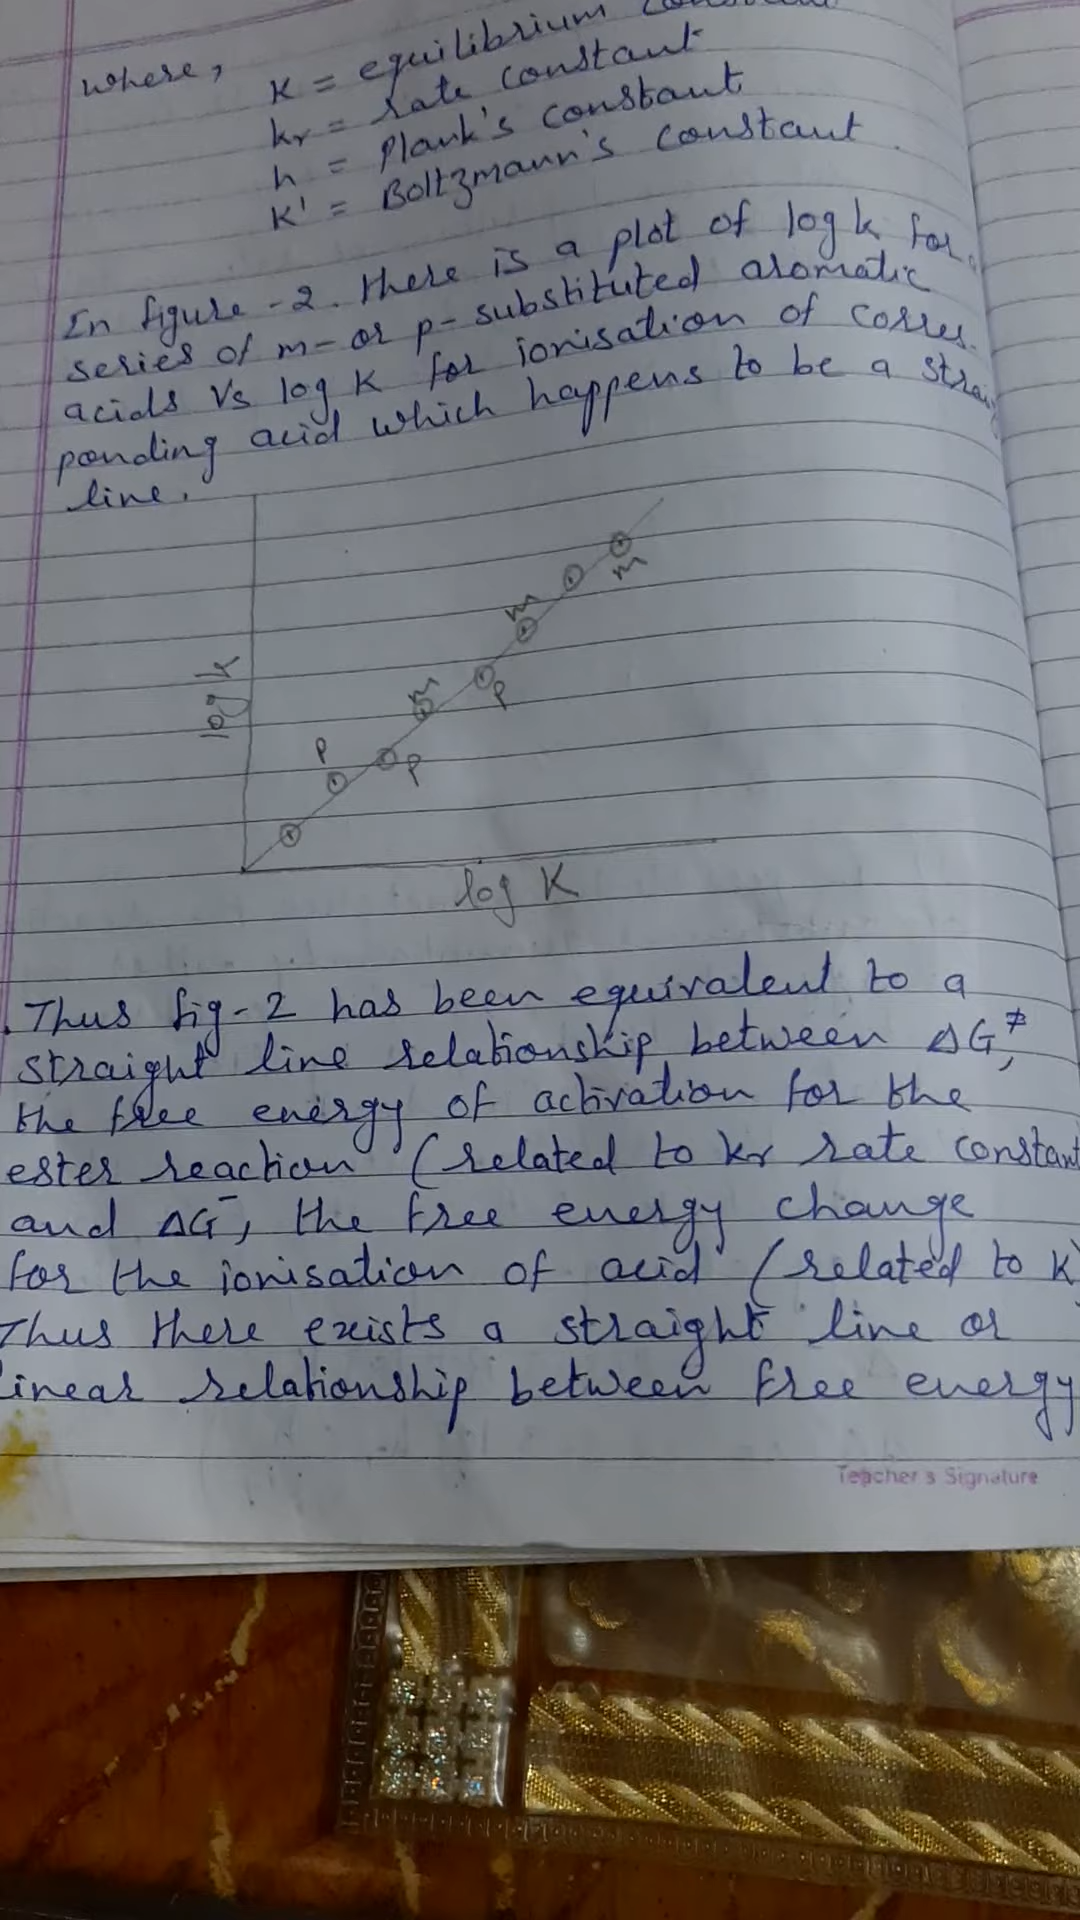 where,
K = equilibrium
kr = rate constant
h = Plank's constant
K' = Boltzmann's constant.
In figure -2. there is a plot of log k for
series of m- or p- substituted aromatic
acids Vs log K for ionisation of corres-
ponding acid which happens to be a
line.
m
m
m
p
p
p
log k
log K
Thus fig-2 has been equivalent to a
straight line relationship between ΔG≠,
the free energy of activation for the
ester reaction (related to kr rate constant
and ΔG‾, the free energy change
for the ionisation of acid (related to K)
Thus there exists a straight line or
linear relationship between free energy
Teacher's Signature